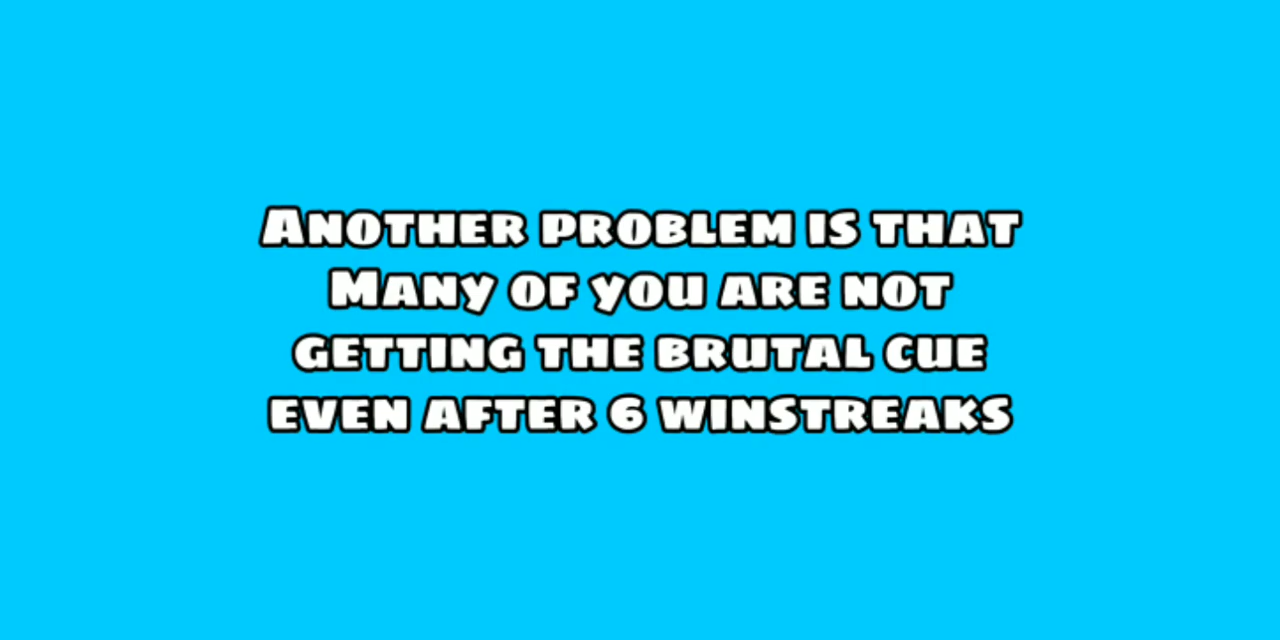 Another problem is that
Many of you are not
getting the brutal cue
even after 6 winstreaks